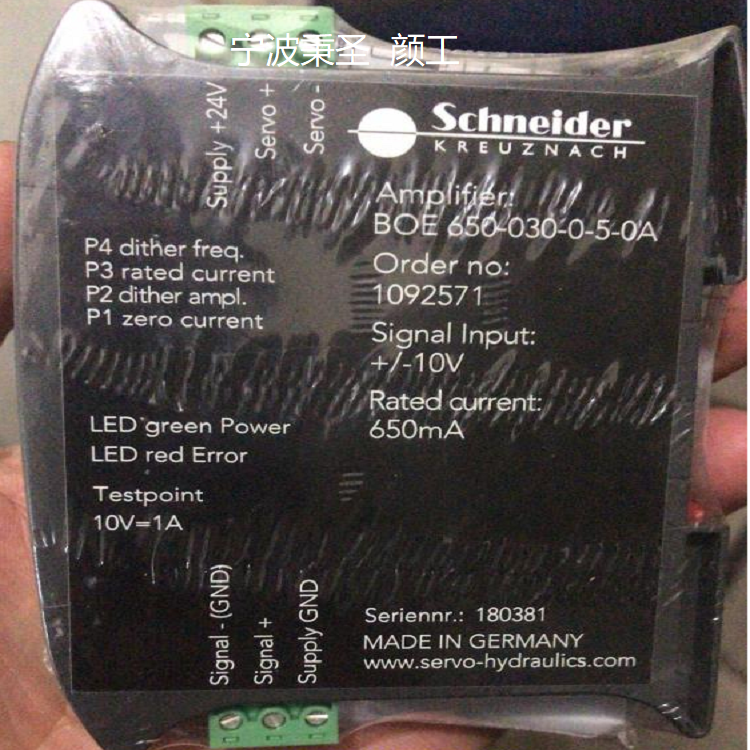 宁波秉圣 颜工
Supply +24V
Servo +
Servo -
Schneider
KREUZNACH
Amplifier:
BOE 650-030-0-5-0A
P4 dither freq.
P3 rated current
P2 dither ampl.
P1 zero current
Order no:
1092571
Signal Input:
+/-10V
Rated current:
650mA
LED green Power
LED red Error
Testpoint
10V=1A
Signal - (GND)
Signal +
Supply GND
Seriennr.: 180381
MADE IN GERMANY
www.servo-hydraulics.com